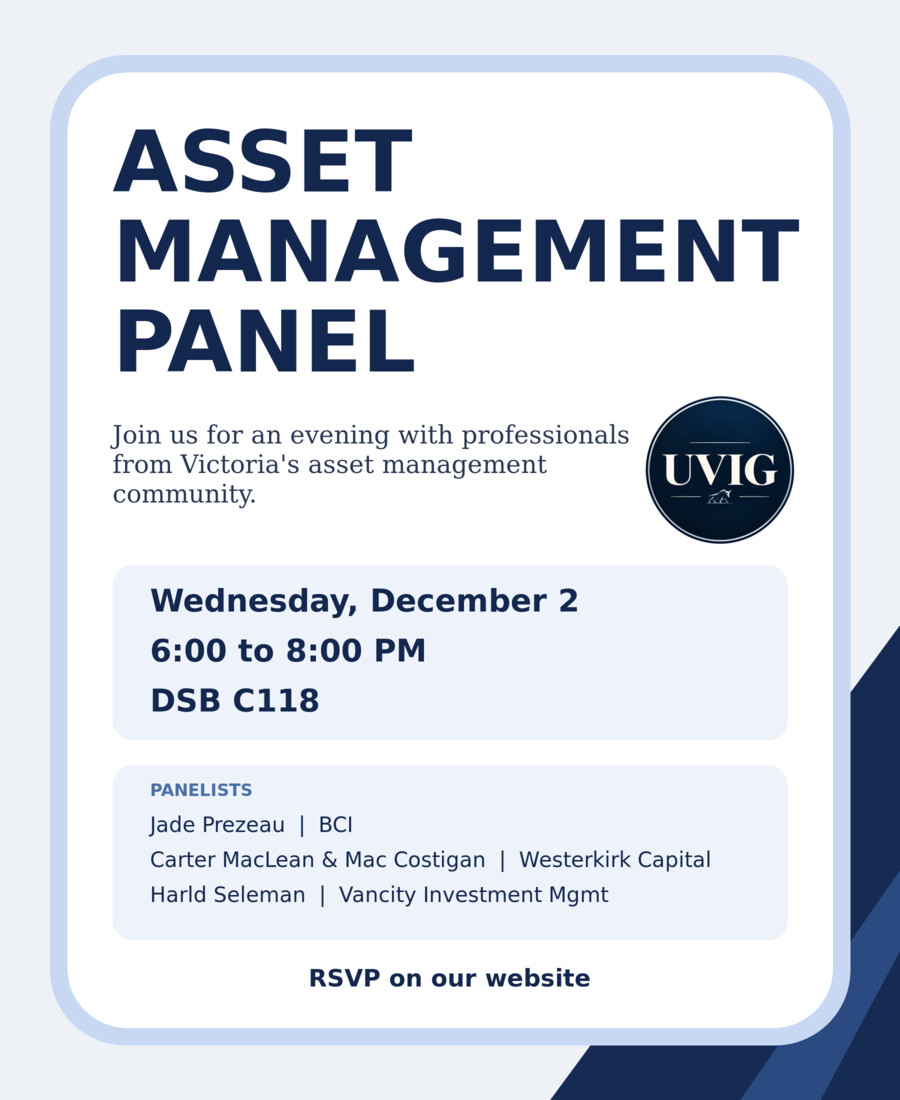 ASSET
MANAGEMENT
PANEL
Join us for an evening with professionals
from Victoria's asset management
community.
UVIG
Wednesday, December 2
6:00 to 8:00 PM
DSB C118
PANELISTS
Jade Prezeau | BCI
Carter MacLean & Mac Costigan | Westerkirk Capital
Harld Seleman | Vancity Investment Mgmt
RSVP on our website